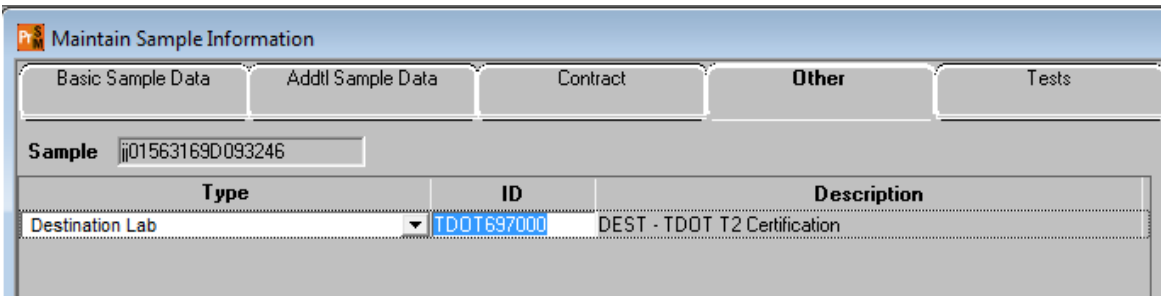 PrSM Maintain Sample Information
Basic Sample Data Addtl Sample Data Contract Other Tests
Sample jj01563169D093246
Type ID Description
Destination Lab TDOT697000 DEST - TDOT T2 Certification